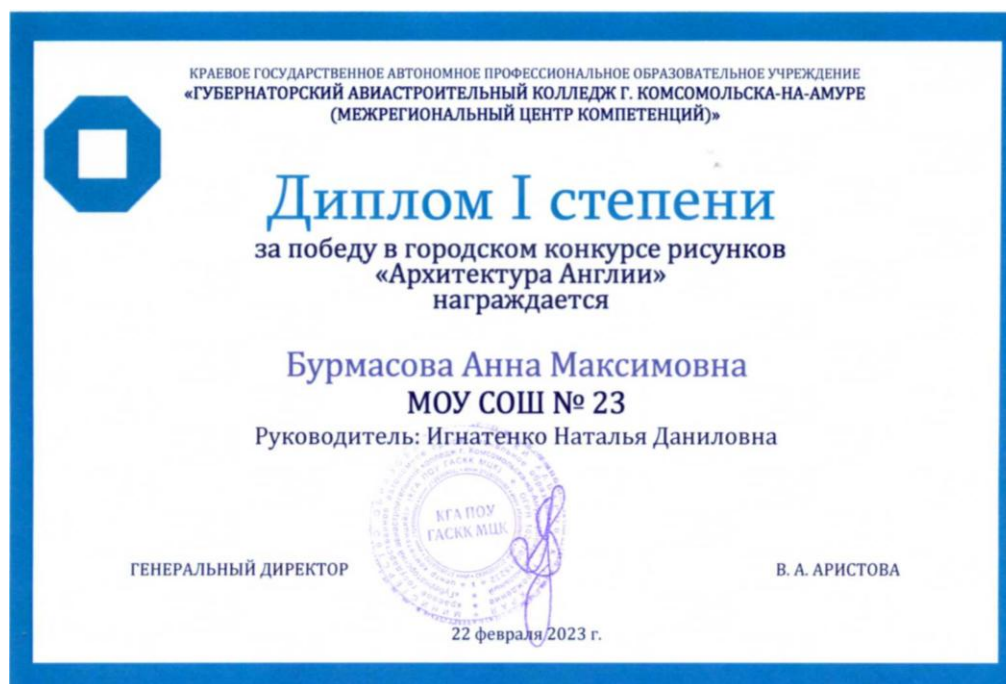 КРАЕВОЕ ГОСУДАРСТВЕННОЕ АВТОНОМНОЕ ПРОФЕССИОНАЛЬНОЕ ОБРАЗОВАТЕЛЬНОЕ УЧРЕЖДЕНИЕ
«ГУБЕРНАТОРСКИЙ АВИАСТРОИТЕЛЬНЫЙ КОЛЛЕДЖ Г. КОМСОМОЛЬСКА-НА-АМУРЕ
(МЕЖРЕГИОНАЛЬНЫЙ ЦЕНТР КОМПЕТЕНЦИЙ)»
Диплом I степени
за победу в городском конкурсе рисунков
«Архитектура Англии»
награждается
Бурмасова Анна Максимовна
МОУ СОШ № 23
Руководитель: Игнатенко Наталья Даниловна
КГА ПОУ
ГАСКК МЦК
ГЕНЕРАЛЬНЫЙ ДИРЕКТОР
В. А. АРИСТОВА
22 февраля 2023 г.